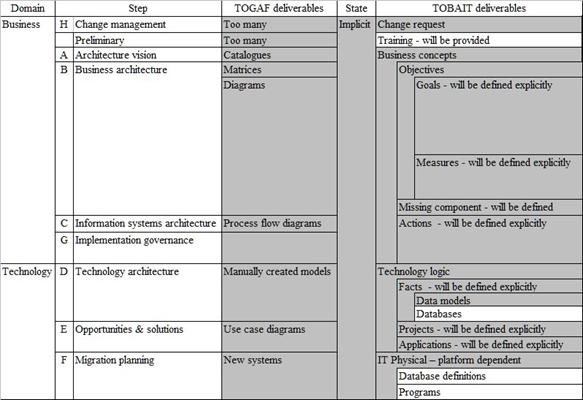 Domain Step TOGAF deliverables State TOBAIT deliverables
Business H Change management Too many Implicit Change request
Preliminary Too many Training - will be provided
A Architecture vision Catalogues Business concepts
B Business architecture Matrices Objectives
Diagrams Goals - will be defined explicitly
Measures - will be defined explicitly
Missing component - will be defined
C Information systems architecture Process flow diagrams Actions - will be defined explicitly
G Implementation governance
Technology D Technology architecture Manually created models Technology logic
Facts - will be defined explicitly
Data models
Databases
E Opportunities & solutions Use case diagrams Projects - will be defined explicitly
Applications - will be defined explicitly
F Migration planning New systems IT Physical – platform dependent
Database definitions
Programs